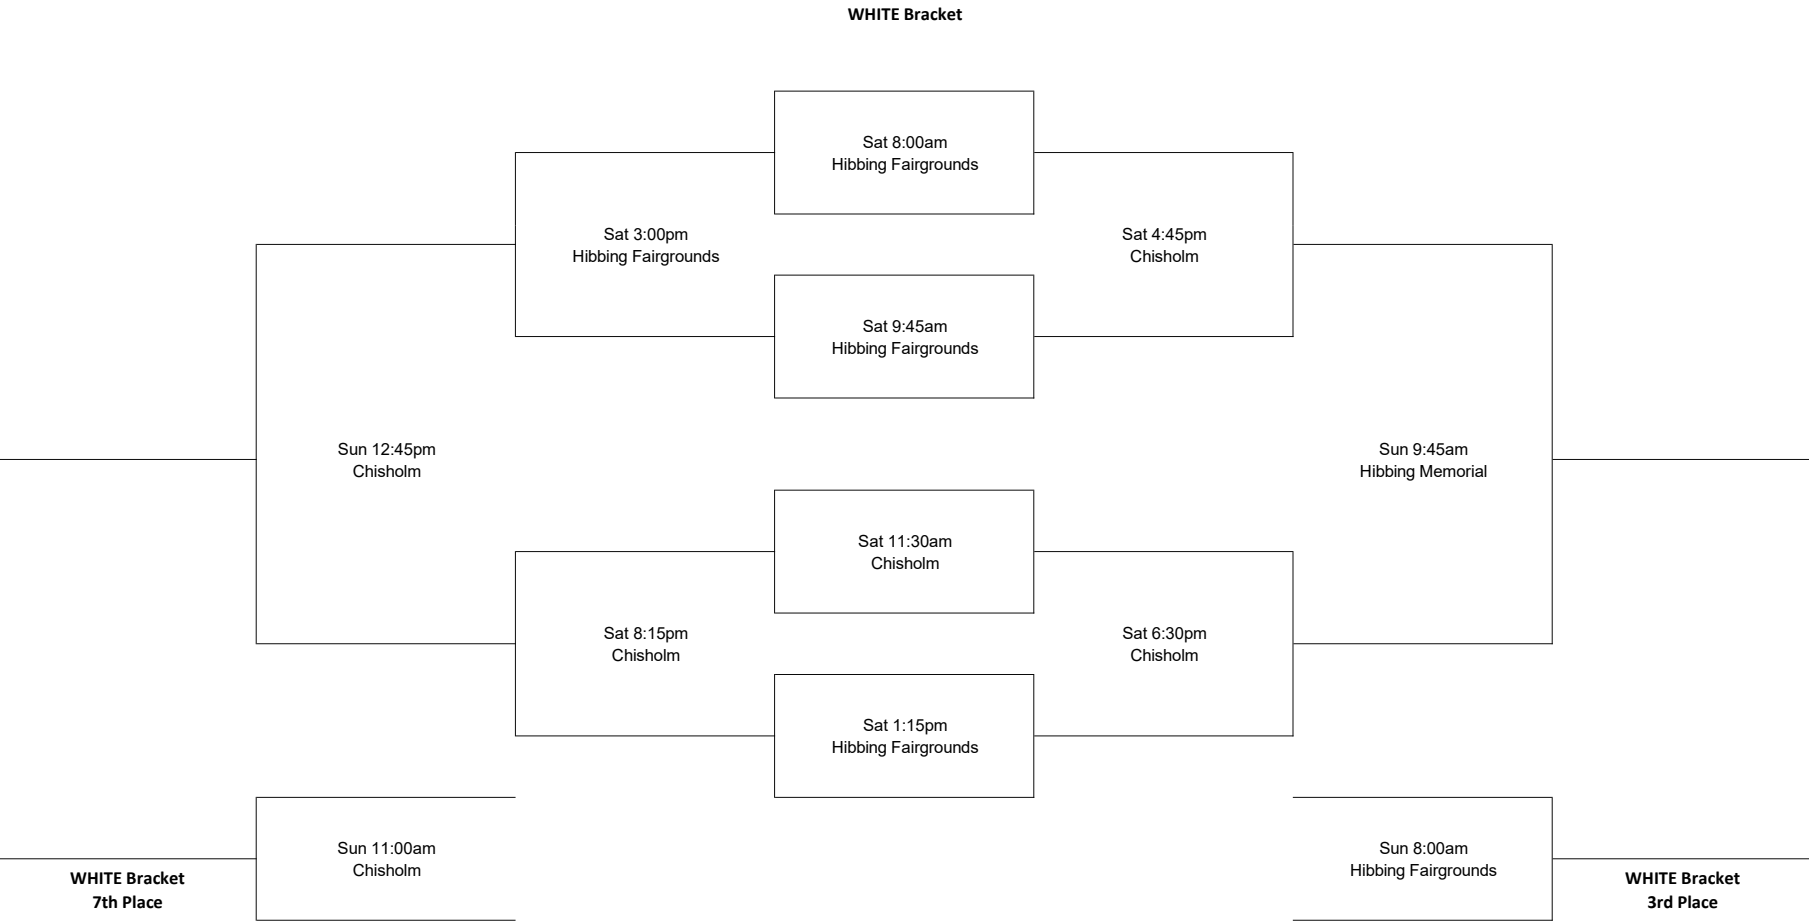 WHITE Bracket
Sat 8:00am
Hibbing Fairgrounds
Sat 3:00pm
Hibbing Fairgrounds
Sat 4:45pm
Chisholm
Sat 9:45am
Hibbing Fairgrounds
Sun 12:45pm
Chisholm
Sun 9:45am
Hibbing Memorial
Sat 11:30am
Chisholm
Sat 8:15pm
Chisholm
Sat 6:30pm
Chisholm
Sat 1:15pm
Hibbing Fairgrounds
Sun 11:00am
Chisholm
Sun 8:00am
Hibbing Fairgrounds
WHITE Bracket
7th Place
WHITE Bracket
3rd Place